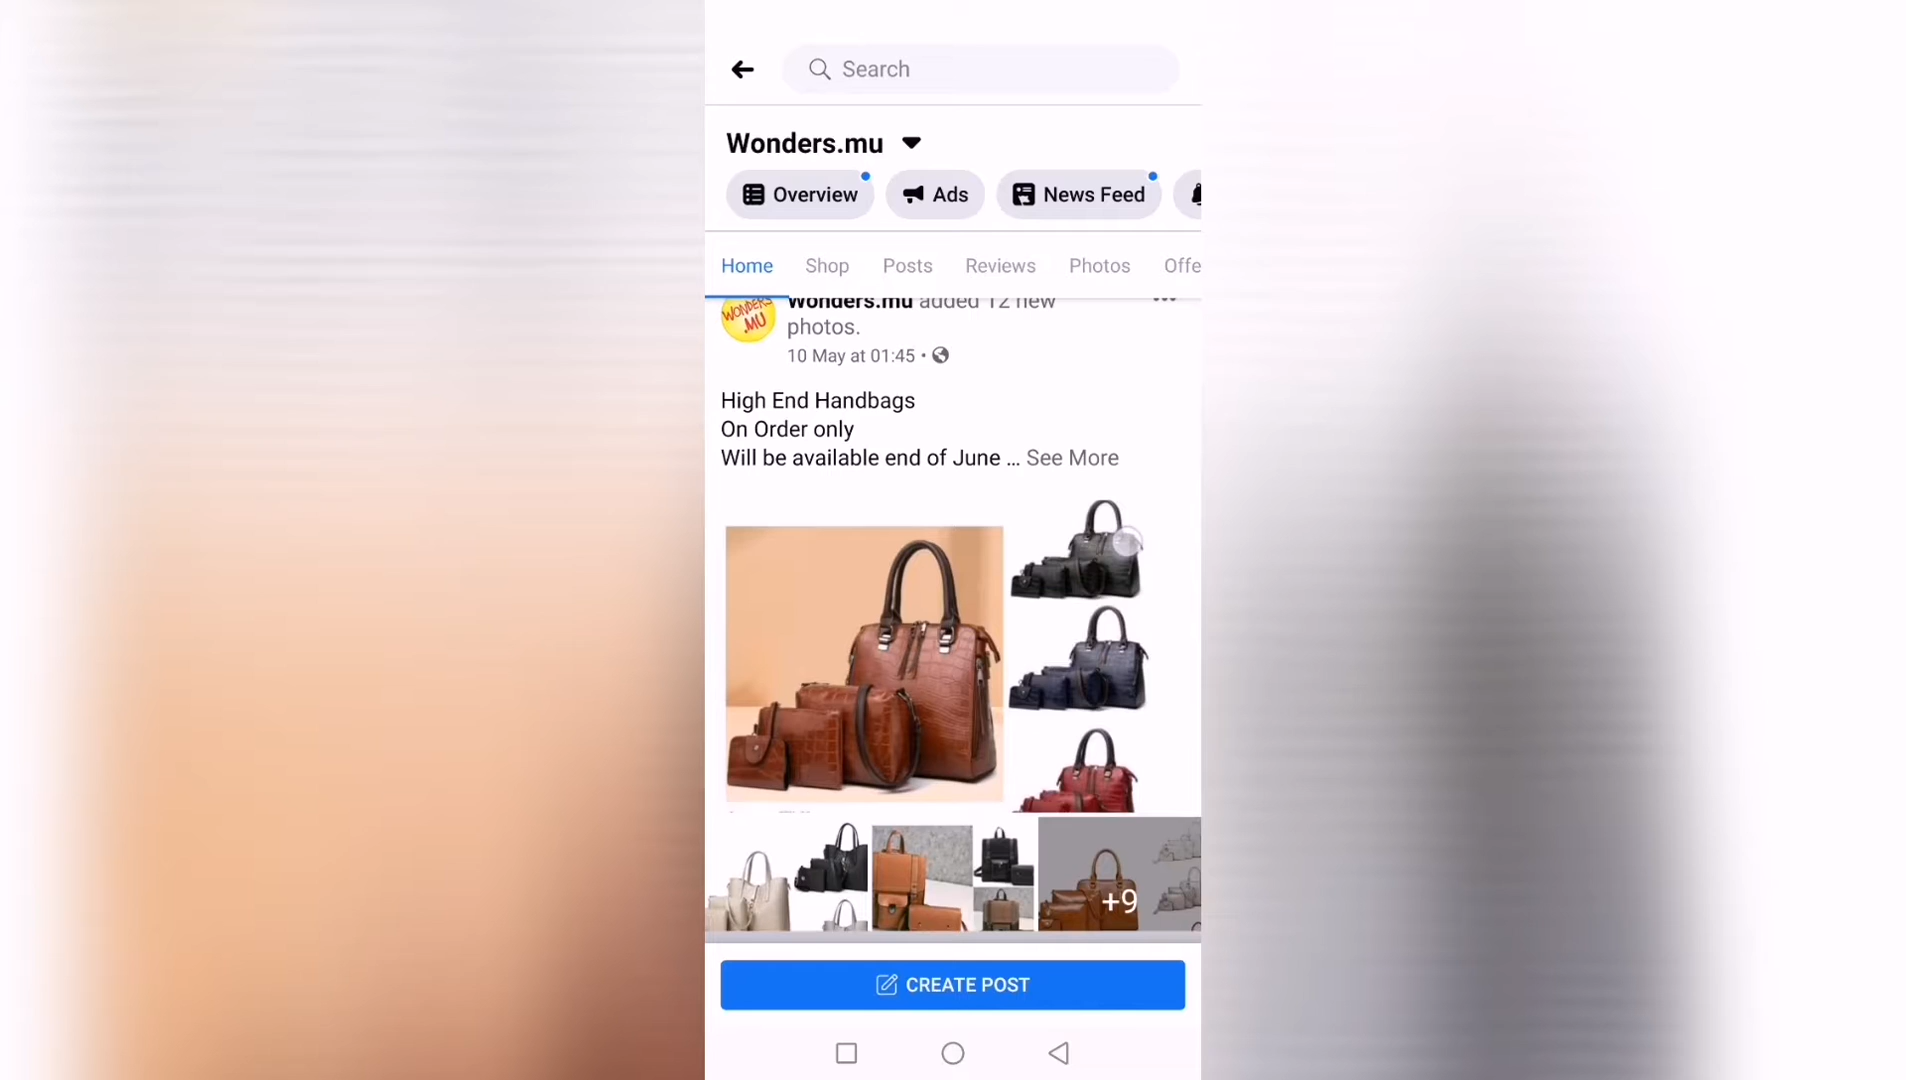 Search
Wonders.mu
Overview
Ads
News Feed
Home
Shop
Posts
Reviews
Photos
Offe
WONDERS
.MU
Wonders.mu added 12 new
photos.
10 May at 01:45 •
High End Handbags
On Order only
Will be available end of June ... See More
+9
CREATE POST